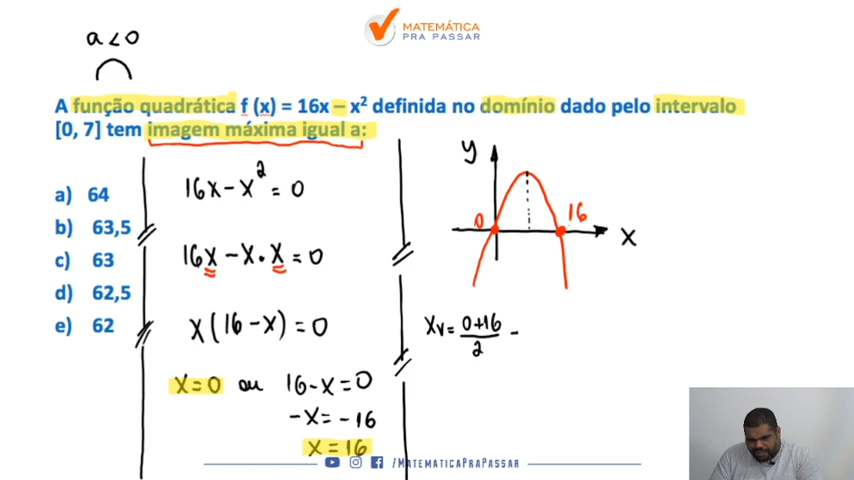 MATEMÁTICA
PRA PASSAR
a < 0
A função quadrática f (x) = 16x – x² definida no domínio dado pelo intervalo
[0, 7] tem imagem máxima igual a:
a) 64
b) 63,5
c) 63
d) 62,5
e) 62
16x - x² = 0
16x - x · x = 0
x(16 - x) = 0
x = 0 ou 16 - x = 0
-x = -16
x = 16
y
0
16
x
Xv = 0+16
2
-
/MATEMATICAPRAPASSAR